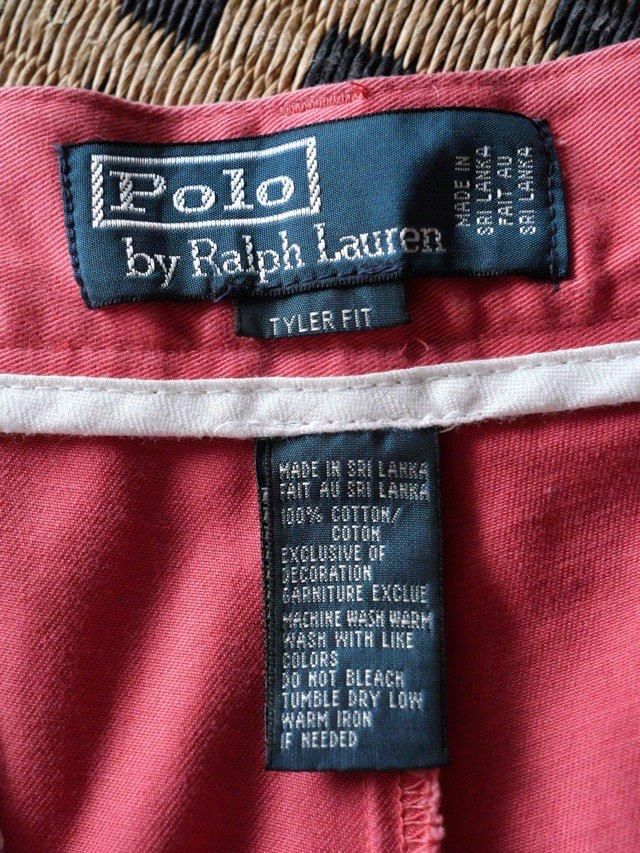 Polo
by Ralph Lauren
MADE IN
SRI LANKA
FAIT AU
SRI LANKA
TYLER FIT
MADE IN SRI LANKA
FAIT AU SRI LANKA
100% COTTON/
COTON
EXCLUSIVE OF
DECORATION
GARNITURE EXCLUE
MACHINE WASH WARM
WASH WITH LIKE
COLORS
DO NOT BLEACH
TUMBLE DRY LOW
WARM IRON
IF NEEDED